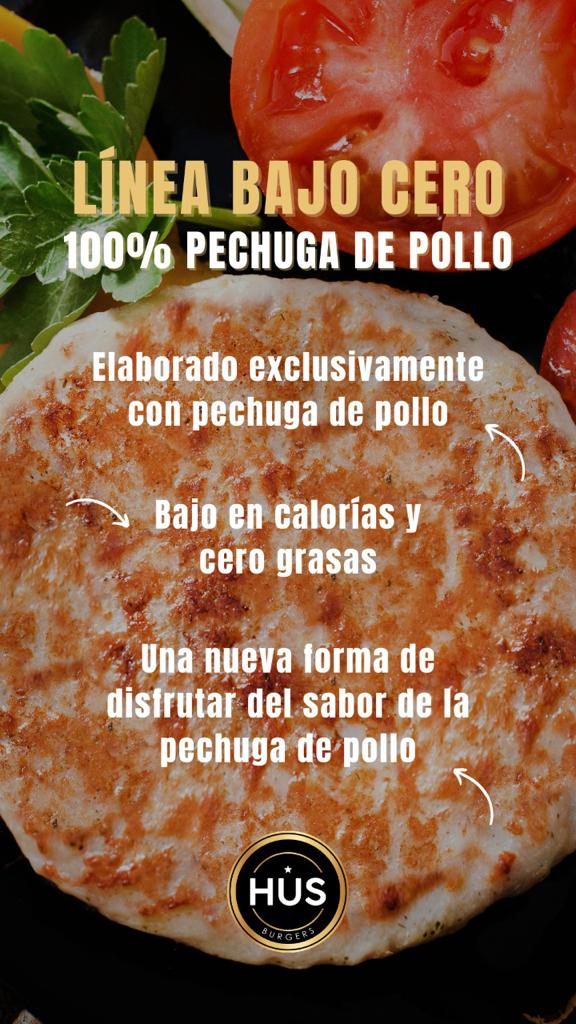 LÍNEA BAJO CERO
100% PECHUGA DE POLLO
Elaborado exclusivamente
con pechuga de pollo
Bajo en calorías y
cero grasas
Una nueva forma de
disfrutar del sabor de la
pechuga de pollo
HUS
BURGERS